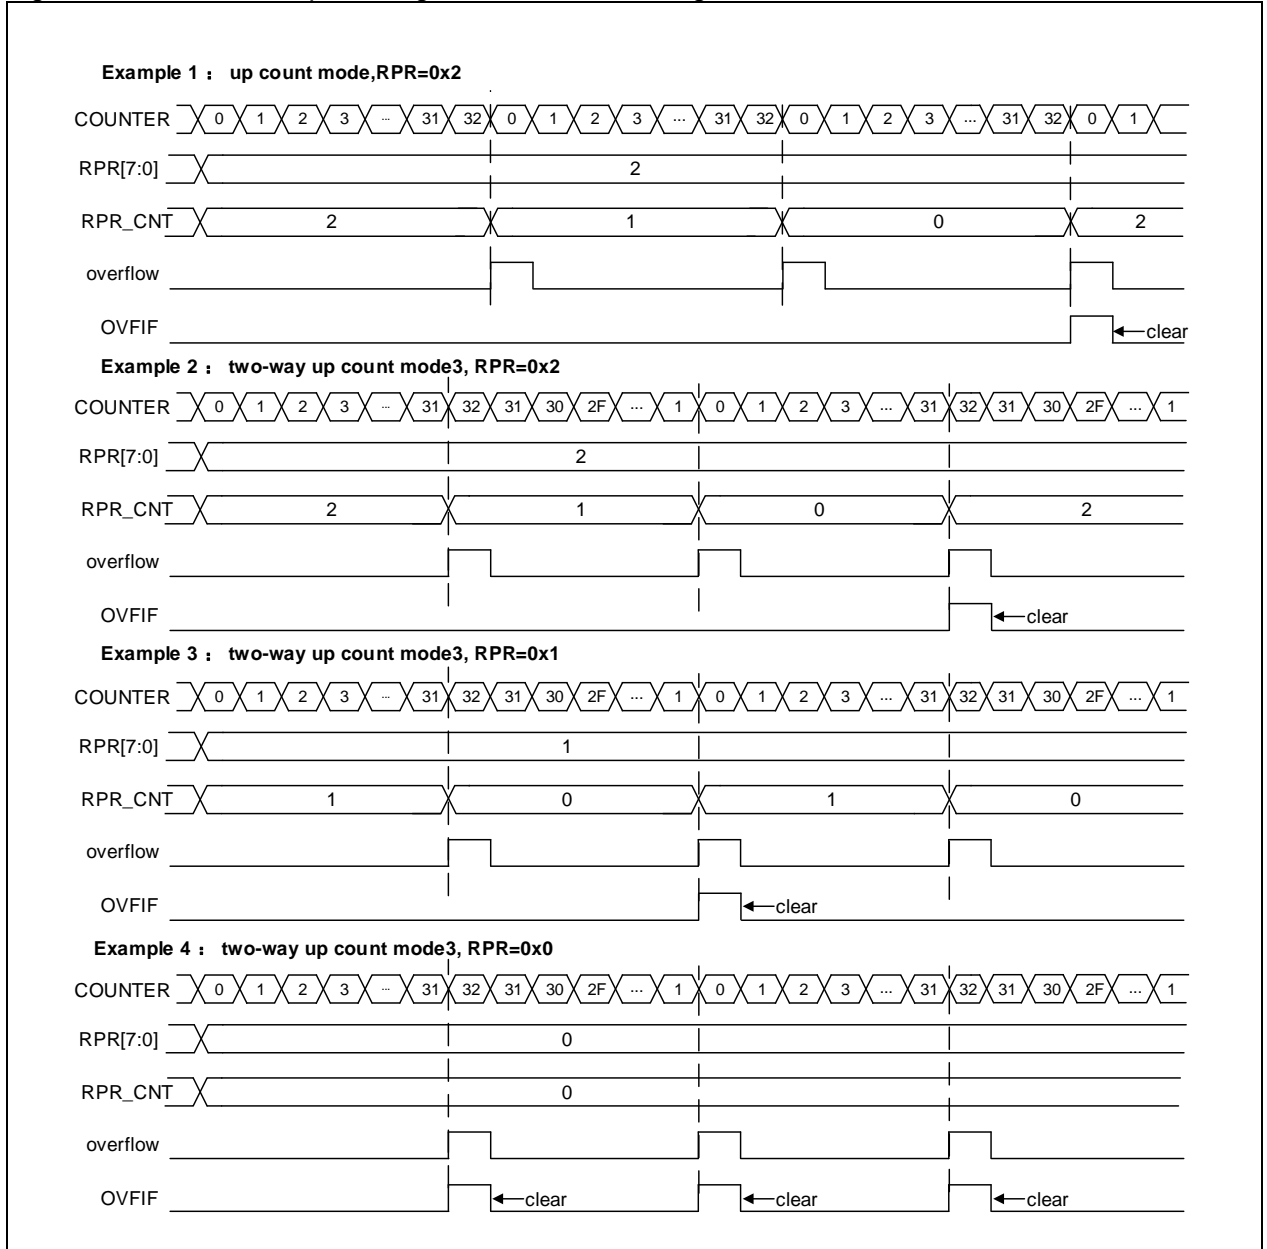 Example 1： up count mode,RPR=0x2
COUNTER 0 1 2 3 ... 31 32 0 1 2 3 ... 31 32 0 1 2 3 ... 31 32 0 1
RPR[7:0] 2
RPR_CNT 2 1 0 2
overflow
OVFIF clear
Example 2： two-way up count mode3, RPR=0x2
COUNTER 0 1 2 3 ... 31 32 31 30 2F ... 1 0 1 2 3 ... 31 32 31 30 2F ... 1
RPR[7:0] 2
RPR_CNT 2 1 0 2
overflow
OVFIF clear
Example 3： two-way up count mode3, RPR=0x1
COUNTER 0 1 2 3 ... 31 32 31 30 2F ... 1 0 1 2 3 ... 31 32 31 30 2F ... 1
RPR[7:0] 1
RPR_CNT 1 0 1 0
overflow
OVFIF clear
Example 4： two-way up count mode3, RPR=0x0
COUNTER 0 1 2 3 ... 31 32 31 30 2F ... 1 0 1 2 3 ... 31 32 31 30 2F ... 1
RPR[7:0] 0
RPR_CNT 0
overflow
OVFIF clear clear clear